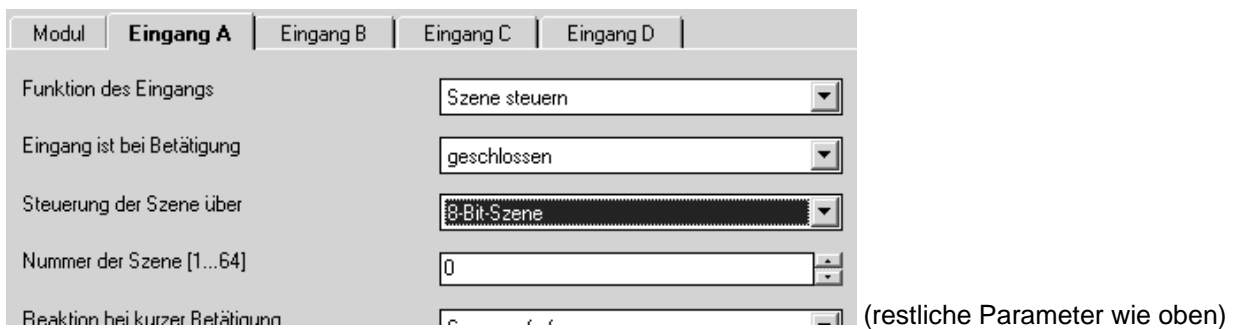 Modul Eingang A Eingang B Eingang C Eingang D
Funktion des Eingangs Szene steuern
Eingang ist bei Betätigung geschlossen
Steuerung der Szene über 8-Bit-Szene
Nummer der Szene [1...64] 0
Beaktion bei kurzer Betätigung (restliche Parameter wie oben)